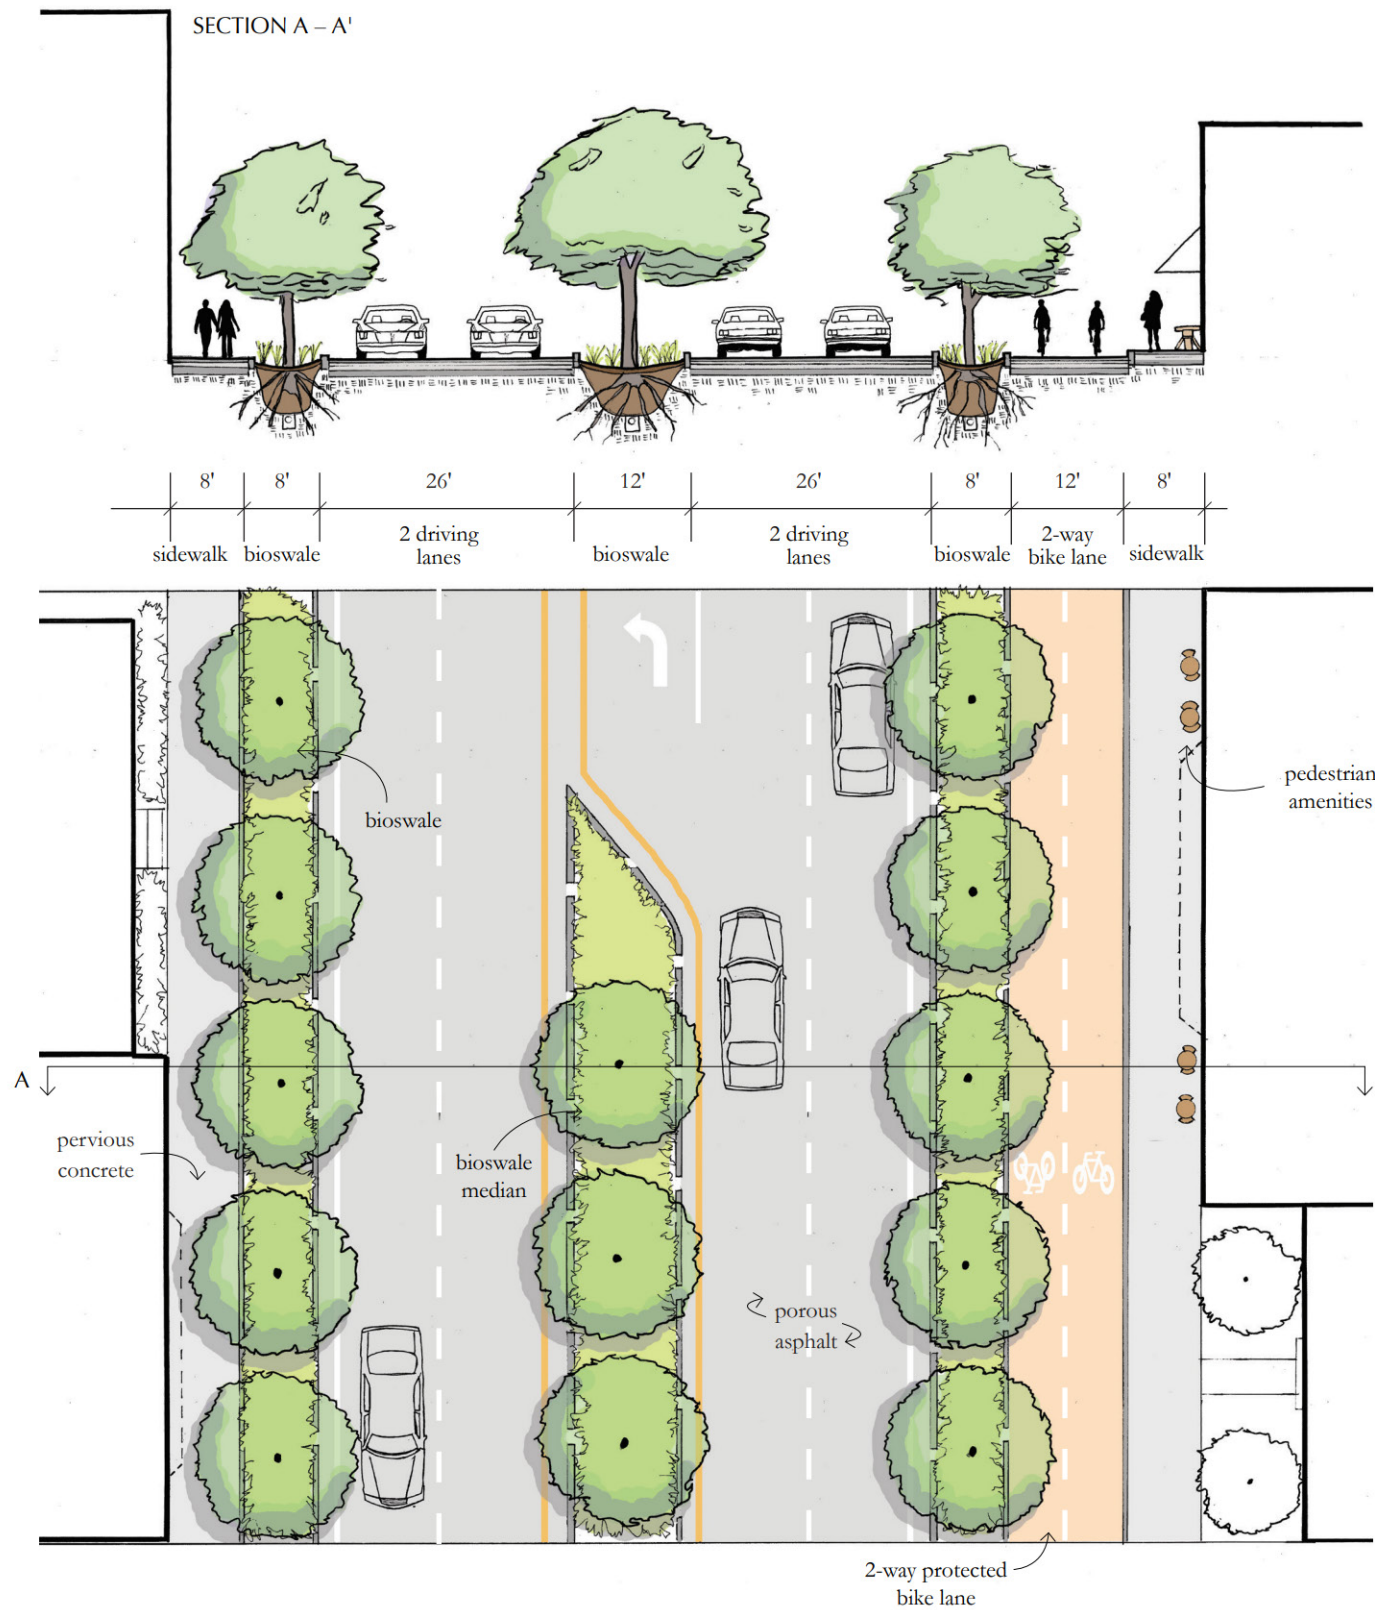 SECTION A – A'
8' 8' 26' 12' 26' 8' 12' 8'
sidewalk bioswale 2 driving bioswale 2 driving bioswale 2-way sidewalk
lanes lanes bike lane
bioswale
pedestrian
amenities
A
pervious
concrete
bioswale
median
porous
asphalt
2-way protected
bike lane